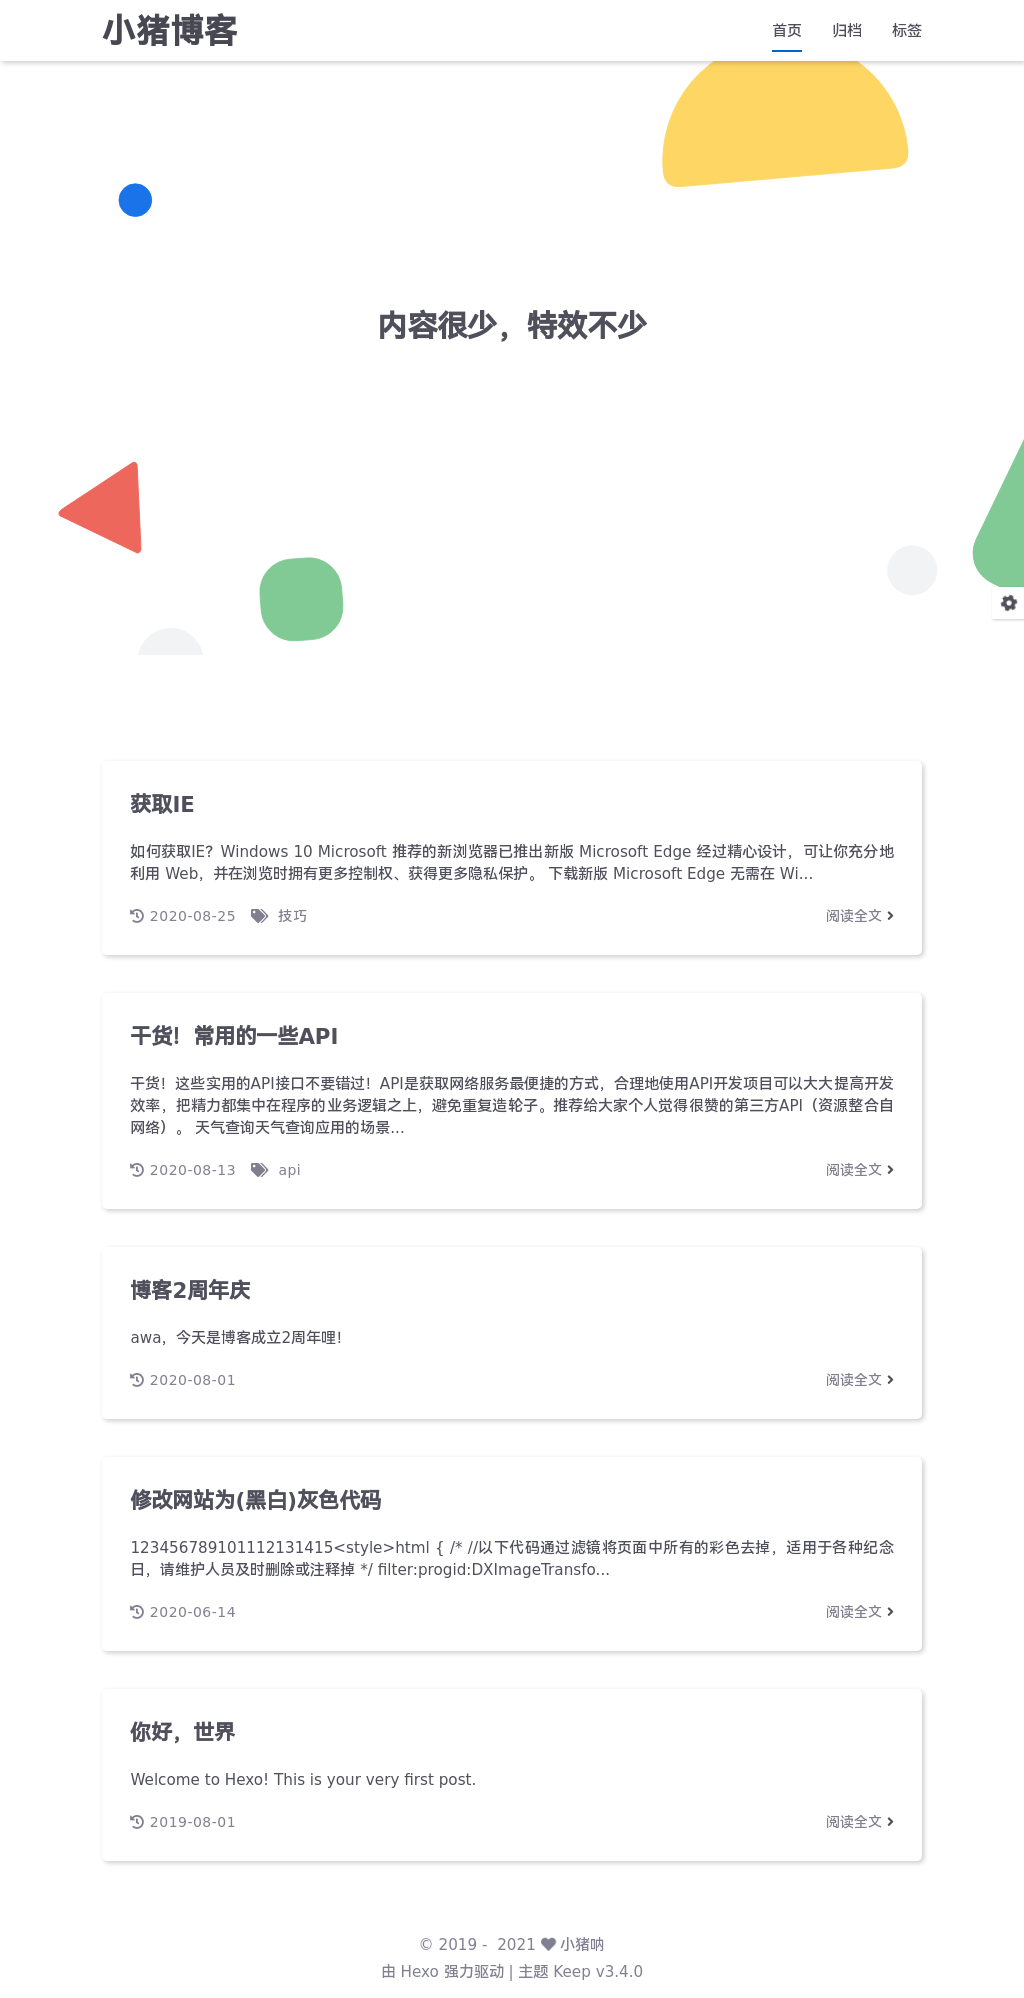 小猪博客
首页 归档 标签
内容很少，特效不少
获取IE
如何获取IE？Windows 10 Microsoft 推荐的新浏览器已推出新版 Microsoft Edge 经过精心设计，可让你充分地
利用 Web，并在浏览时拥有更多控制权、获得更多隐私保护。 下载新版 Microsoft Edge 无需在 Wi...
2020-08-25 技巧 阅读全文
干货！常用的一些API
干货！这些实用的API接口不要错过！API是获取网络服务最便捷的方式，合理地使用API开发项目可以大大提高开发
效率，把精力都集中在程序的业务逻辑之上，避免重复造轮子。推荐给大家个人觉得很赞的第三方API（资源整合自
网络）。 天气查询天气查询应用的场景...
2020-08-13 api 阅读全文
博客2周年庆
awa，今天是博客成立2周年哩！
2020-08-01 阅读全文
修改网站为(黑白)灰色代码
123456789101112131415<style>html { /* //以下代码通过滤镜将页面中所有的彩色去掉，适用于各种纪念
日，请维护人员及时删除或注释掉 */ filter:progid:DXImageTransfo...
2020-06-14 阅读全文
你好，世界
Welcome to Hexo! This is your very first post.
2019-08-01 阅读全文
© 2019 - 2021 小猪呐
由 Hexo 强力驱动 | 主题 Keep v3.4.0